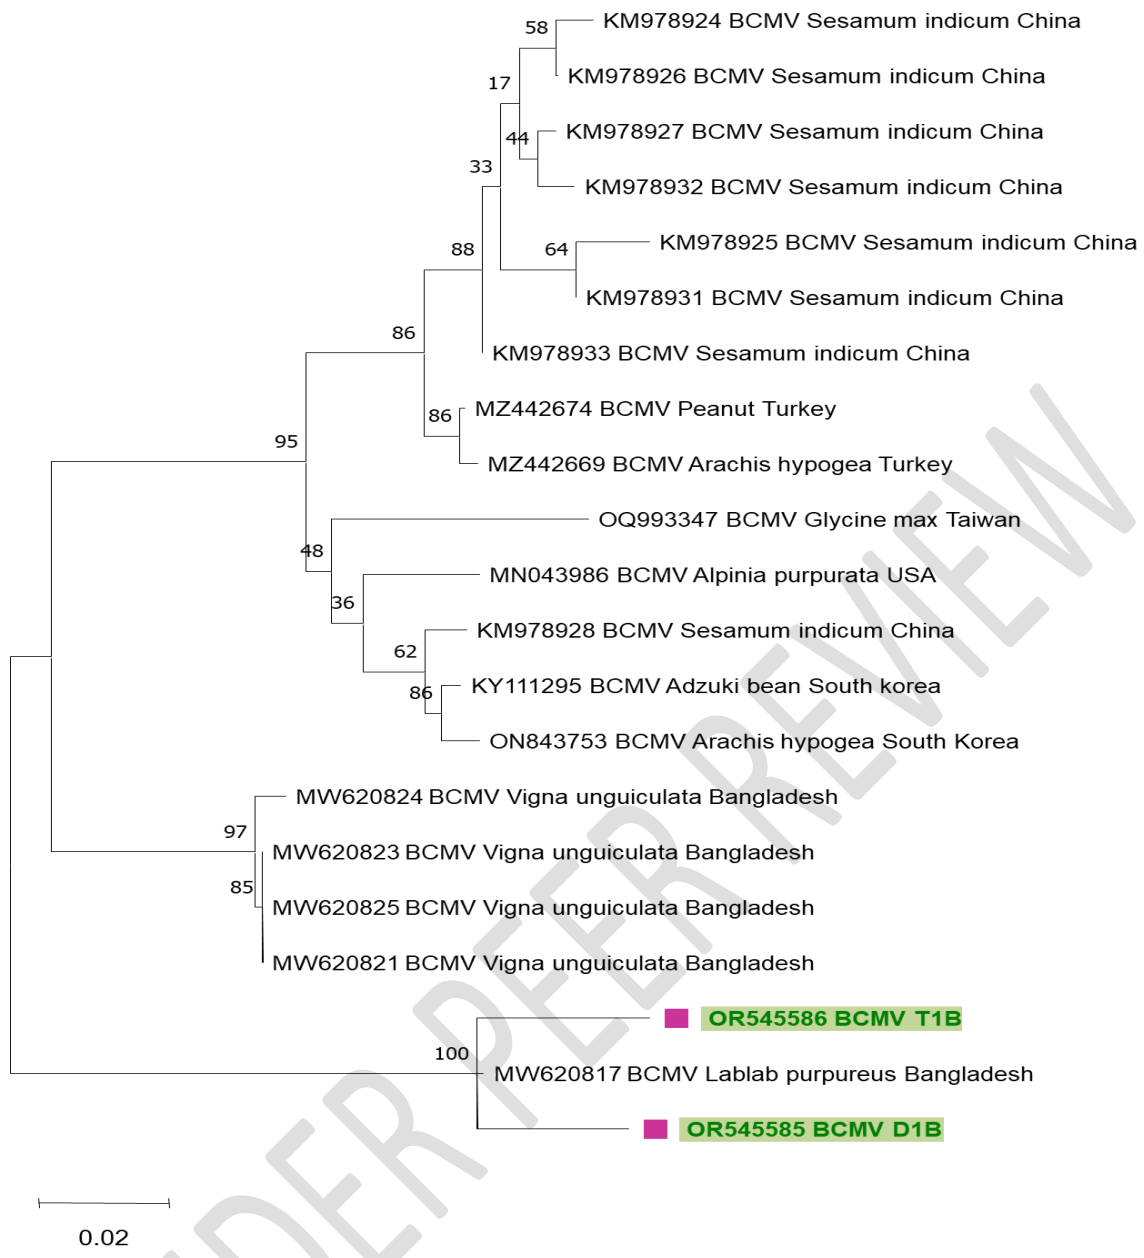 58
KM978924 BCMV Sesamum indicum China
KM978926 BCMV Sesamum indicum China
17
KM978927 BCMV Sesamum indicum China
44
KM978932 BCMV Sesamum indicum China
33
KM978925 BCMV Sesamum indicum China
88
64
KM978931 BCMV Sesamum indicum China
86
KM978933 BCMV Sesamum indicum China
MZ442674 BCMV Peanut Turkey
86
95
MZ442669 BCMV Arachis hypogea Turkey
OQ993347 BCMV Glycine max Taiwan
48
MN043986 BCMV Alpinia purpurata USA
36
KM978928 BCMV Sesamum indicum China
62
KY111295 BCMV Adzuki bean South korea
86
ON843753 BCMV Arachis hypogea South Korea
MW620824 BCMV Vigna unguiculata Bangladesh
97
MW620823 BCMV Vigna unguiculata Bangladesh
85
MW620825 BCMV Vigna unguiculata Bangladesh
MW620821 BCMV Vigna unguiculata Bangladesh
OR545586 BCMV T1B
100
MW620817 BCMV Lablab purpureus Bangladesh
OR545585 BCMV D1B
0.02
DER PEER REVIEW